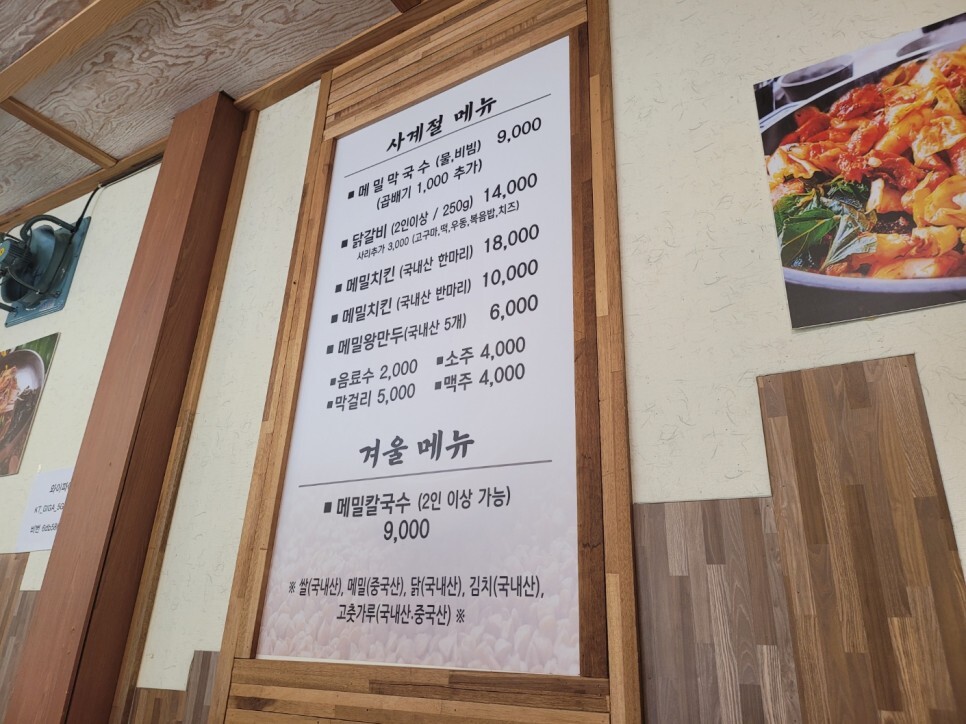 사계절 메뉴
■ 메밀막국수 (물,비빔) 9,000
(곱배기 1,000 추가)
■ 닭갈비 (2인이상 / 250g) 14,000
사리추가 3,000 (고구마,떡,우동,볶음밥,치즈)
■ 메밀치킨 (국내산 한마리) 18,000
■ 메밀치킨 (국내산 반마리) 10,000
■ 메밀왕만두(국내산 5개) 6,000
■음료수 2,000 ■소주 4,000
■막걸리 5,000 ■맥주 4,000
겨울 메뉴
■ 메밀칼국수 (2인 이상 가능)
9,000
※ 쌀(국내산), 메밀(중국산), 닭(국내산), 김치(국내산),
고춧가루(국내산·중국산) ※
와이파
비번